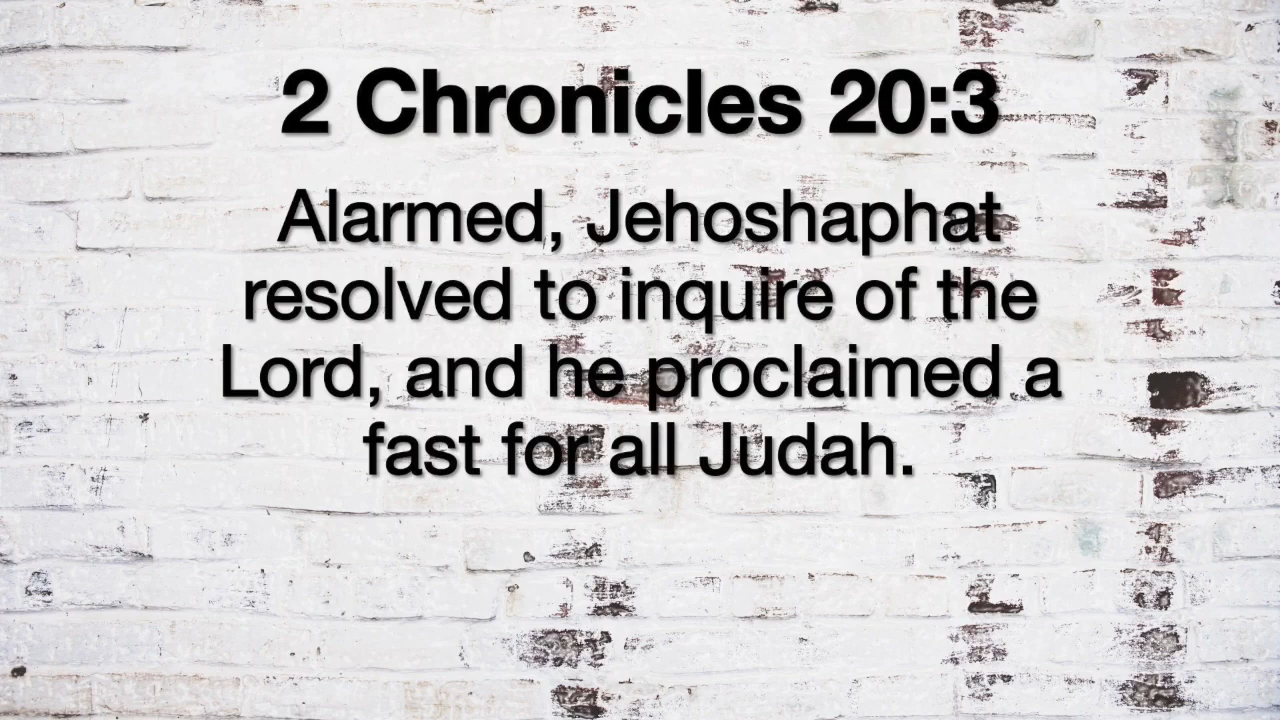 2 Chronicles 20:3
Alarmed, Jehoshaphat
resolved to inquire of the
Lord, and he proclaimed a
fast for all Judah.